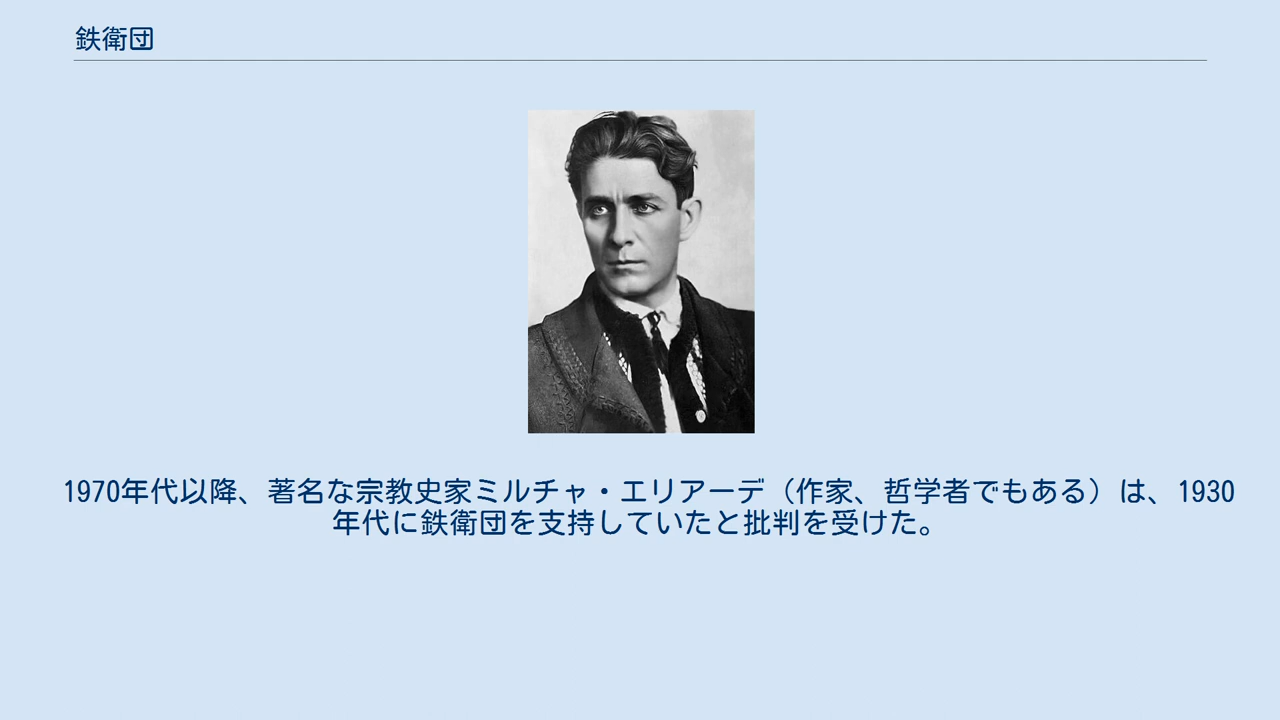 鉄衛団
1970年代以降、著名な宗教史家ミルチャ・エリアーデ（作家、哲学者でもある）は、1930
年代に鉄衛団を支持していたと批判を受けた。